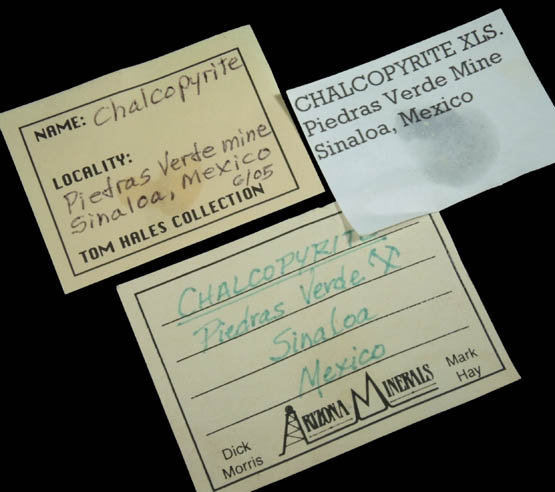 NAME: Chalcopyrite
LOCALITY:
Piedras Verde mine
Sinaloa, Mexico
6/05
TOM HALES COLLECTION
CHALCOPYRITE XLS.
Piedras Verde Mine
Sinaloa, Mexico
CHALCOPYRITE
Piedras Verde
Sinaloa
Mexico
Dick
Morris
ARIZONA MINERALS
Mark
Hay